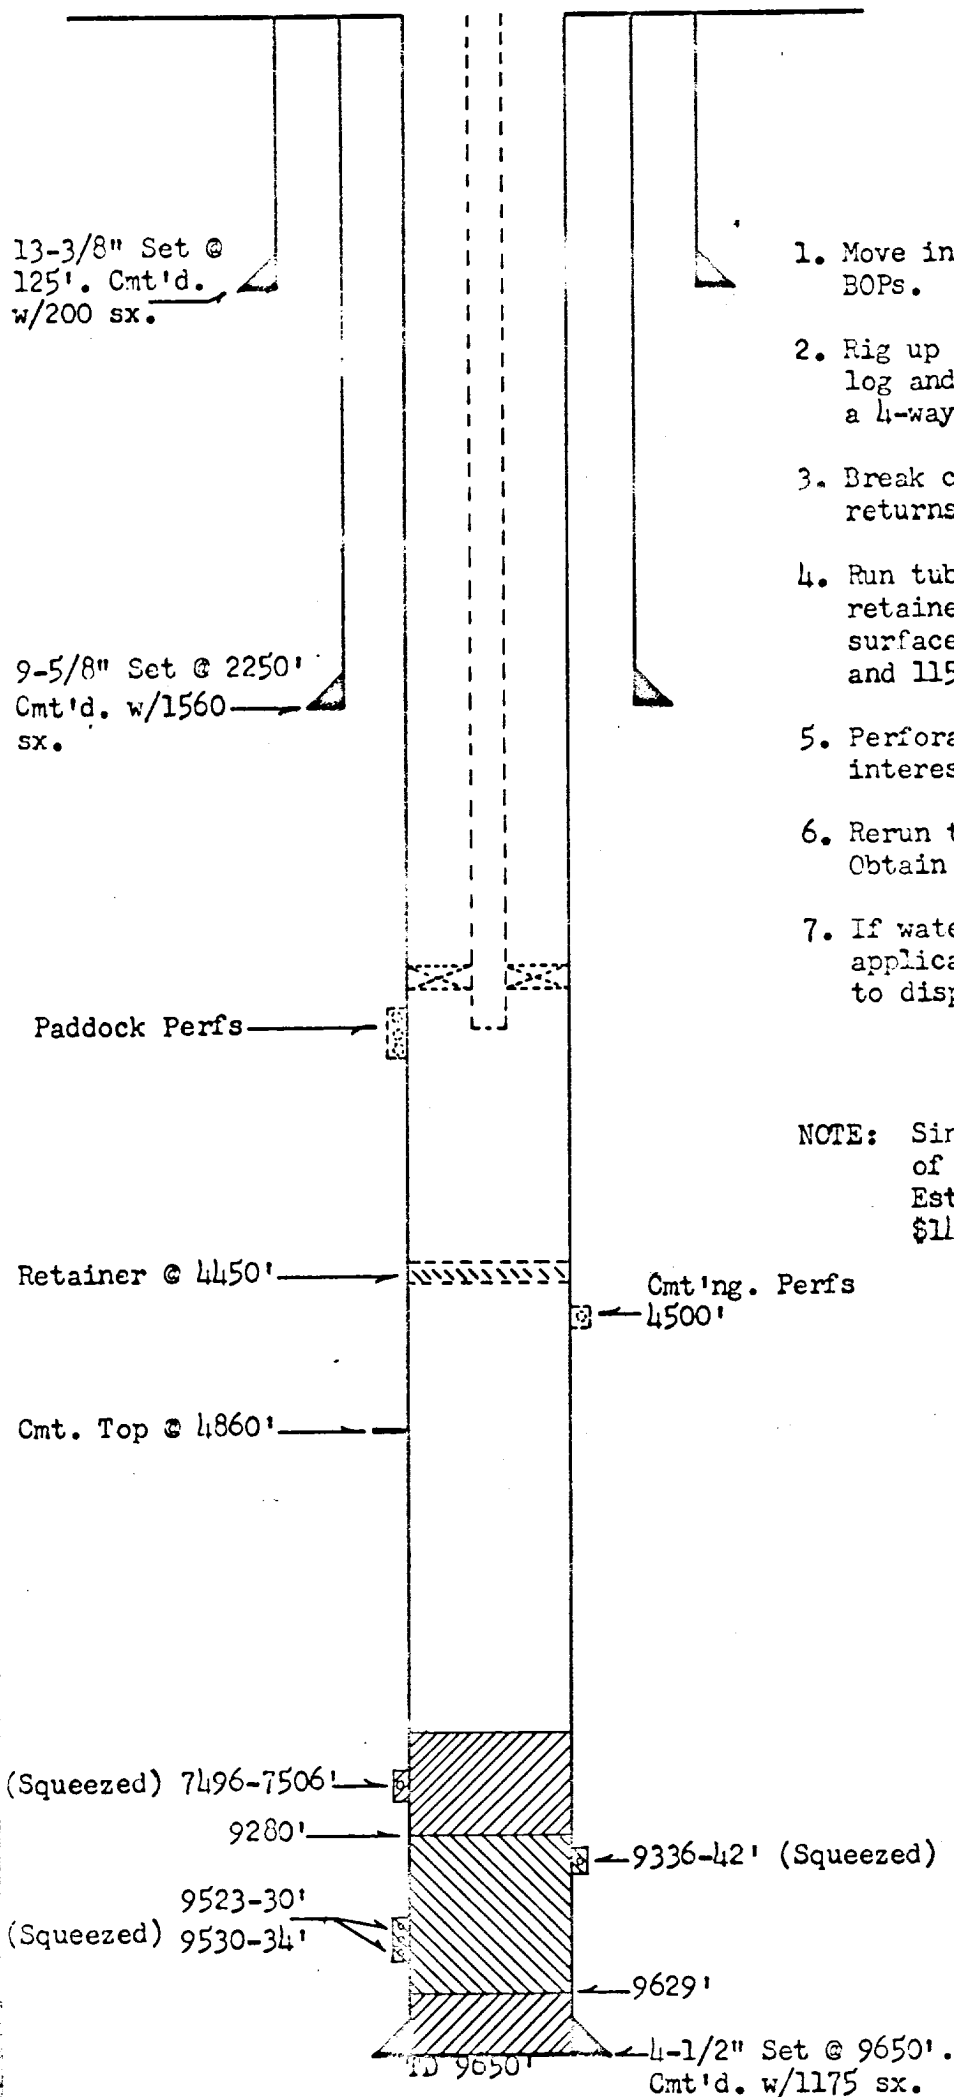 13-3/8" Set @
125'. Cmt'd.
w/200 sx.
9-5/8" Set @ 2250'
Cmt'd. w/1560
sx.
Paddock Perfs
Retainer @ 4450'
Cmt'ng. Perfs
4500'
Cmt. Top @ 4860'
(Squeezed) 7496-7506'
9280'
9336-42' (Squeezed)
9523-30'
(Squeezed) 9530-34'
9629'
4-1/2" Set @ 9650'.
Cmt'd. w/1175 sx.
TD 9650'
1. Move in
BOPs.
2. Rig up
log and
a 4-way
3. Break c
returns
4. Run tub
retaine
surface
and 115
5. Perfora
interes
6. Rerun t
Obtain
7. If wate
applica
to disp
NOTE: Sin
of
Est
$14